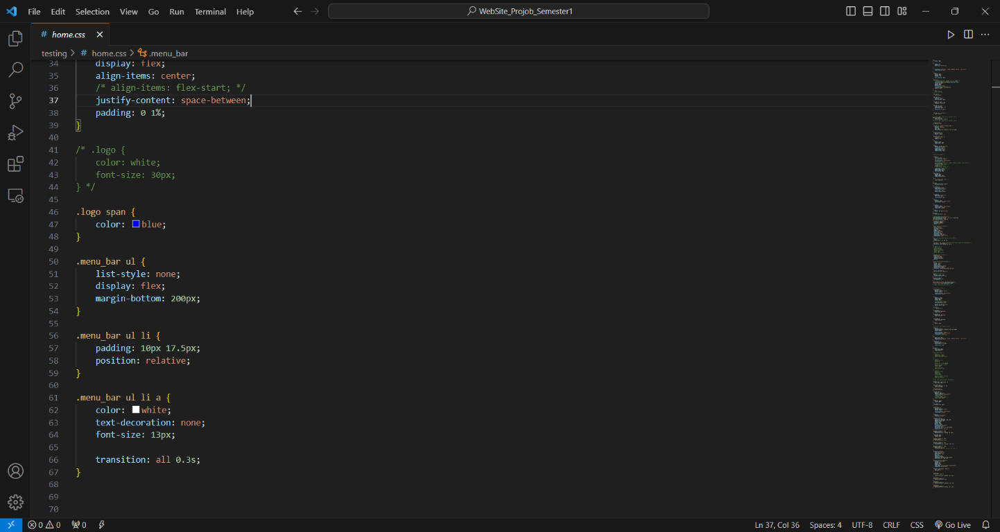 File Edit Selection View Go Run Terminal Help
WebSite_Projob_Semester1
# home.css
testing > # home.css > .menu_bar
34 display: flex;
35 align-items: center;
36 /* align-items: flex-start; */
37 justify-content: space-between;
38 padding: 0 1%;
39 }
40
41 /* .logo {
42 color: white;
43 font-size: 30px;
44 } */
45
46 .logo span {
47 color: blue;
48 }
49
50 .menu_bar ul {
51 list-style: none;
52 display: flex;
53 margin-bottom: 200px;
54 }
55
56 .menu_bar ul li {
57 padding: 10px 17.5px;
58 position: relative;
59 }
60
61 .menu_bar ul li a {
62 color: white;
63 text-decoration: none;
64 font-size: 13px;
65
66 transition: all 0.3s;
67 }
68
69
70
0 0 0 Ln 37, Col 36 Spaces: 4 UTF-8 CRLF CSS Go Live